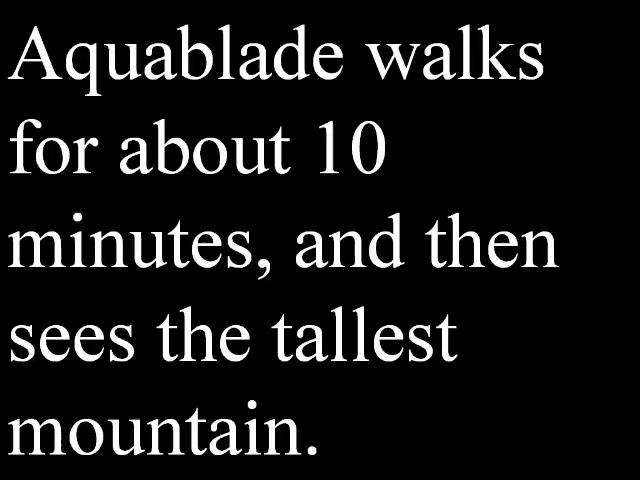 Aquablade walks
for about 10
minutes, and then
sees the tallest
mountain.